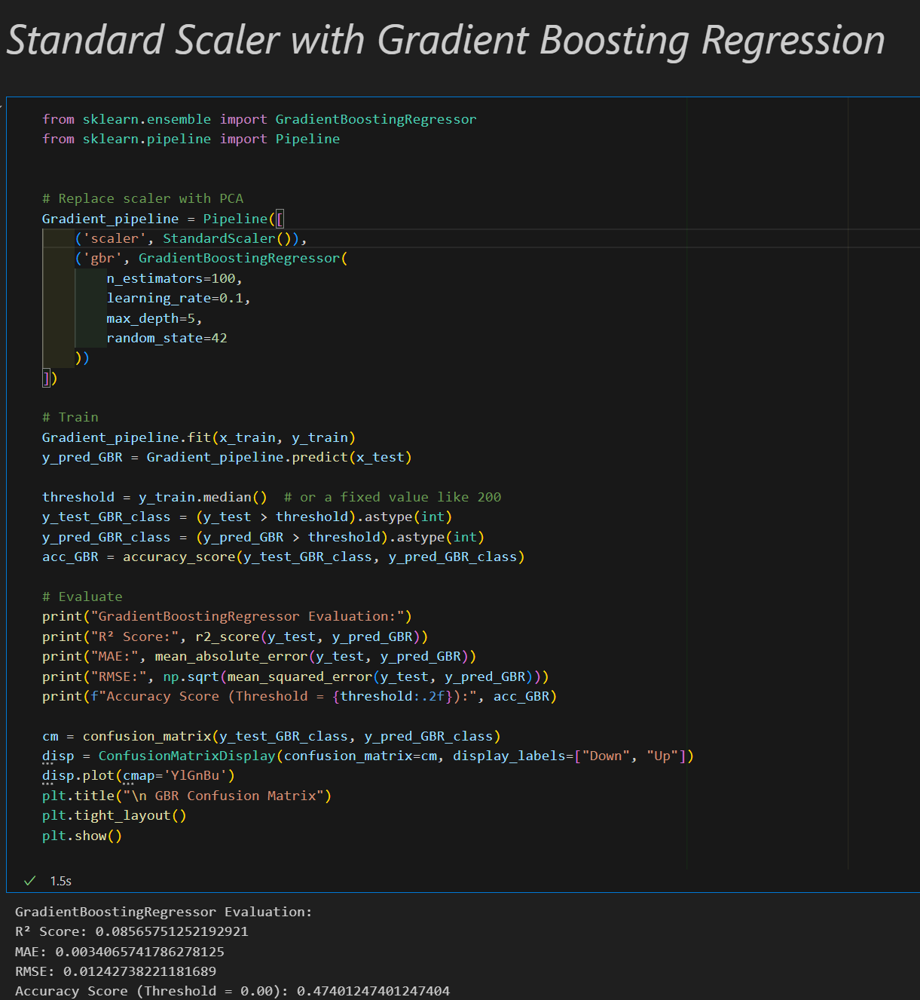 Standard Scaler with Gradient Boosting Regression
from sklearn.ensemble import GradientBoostingRegressor
from sklearn.pipeline import Pipeline
# Replace scaler with PCA
Gradient_pipeline = Pipeline([
    ('scaler', StandardScaler()),
    ('gbr', GradientBoostingRegressor(
        n_estimators=100,
        learning_rate=0.1,
        max_depth=5,
        random_state=42
    ))
])
# Train
Gradient_pipeline.fit(x_train, y_train)
y_pred_GBR = Gradient_pipeline.predict(x_test)
threshold = y_train.median()  # or a fixed value like 200
y_test_GBR_class = (y_test > threshold).astype(int)
y_pred_GBR_class = (y_pred_GBR > threshold).astype(int)
acc_GBR = accuracy_score(y_test_GBR_class, y_pred_GBR_class)
# Evaluate
print("GradientBoostingRegressor Evaluation:")
print("R² Score:", r2_score(y_test, y_pred_GBR))
print("MAE:", mean_absolute_error(y_test, y_pred_GBR))
print("RMSE:", np.sqrt(mean_squared_error(y_test, y_pred_GBR)))
print(f"Accuracy Score (Threshold = {threshold:.2f}):", acc_GBR)
cm = confusion_matrix(y_test_GBR_class, y_pred_GBR_class)
disp = ConfusionMatrixDisplay(confusion_matrix=cm, display_labels=["Down", "Up"])
disp.plot(cmap='YlGnBu')
plt.title("\n GBR Confusion Matrix")
plt.tight_layout()
plt.show()
1.5s
GradientBoostingRegressor Evaluation:
R² Score: 0.08565751252192921
MAE: 0.0034065741786278125
RMSE: 0.01242738221181689
Accuracy Score (Threshold = 0.00): 0.47401247401247404